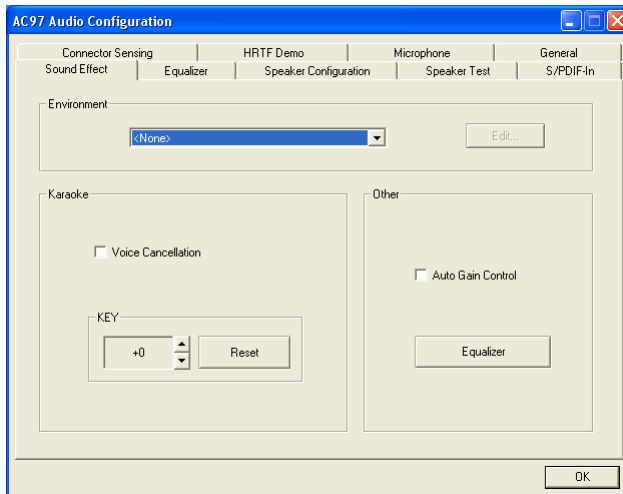 AC97 Audio Configuration
Connector Sensing HRTF Demo Microphone General
Sound Effect Equalizer Speaker Configuration Speaker Test S/PDIF-In
Environment
<None> Edit...
Karaoke
Voice Cancellation
KEY
+0 Reset
Other
Auto Gain Control
Equalizer
OK